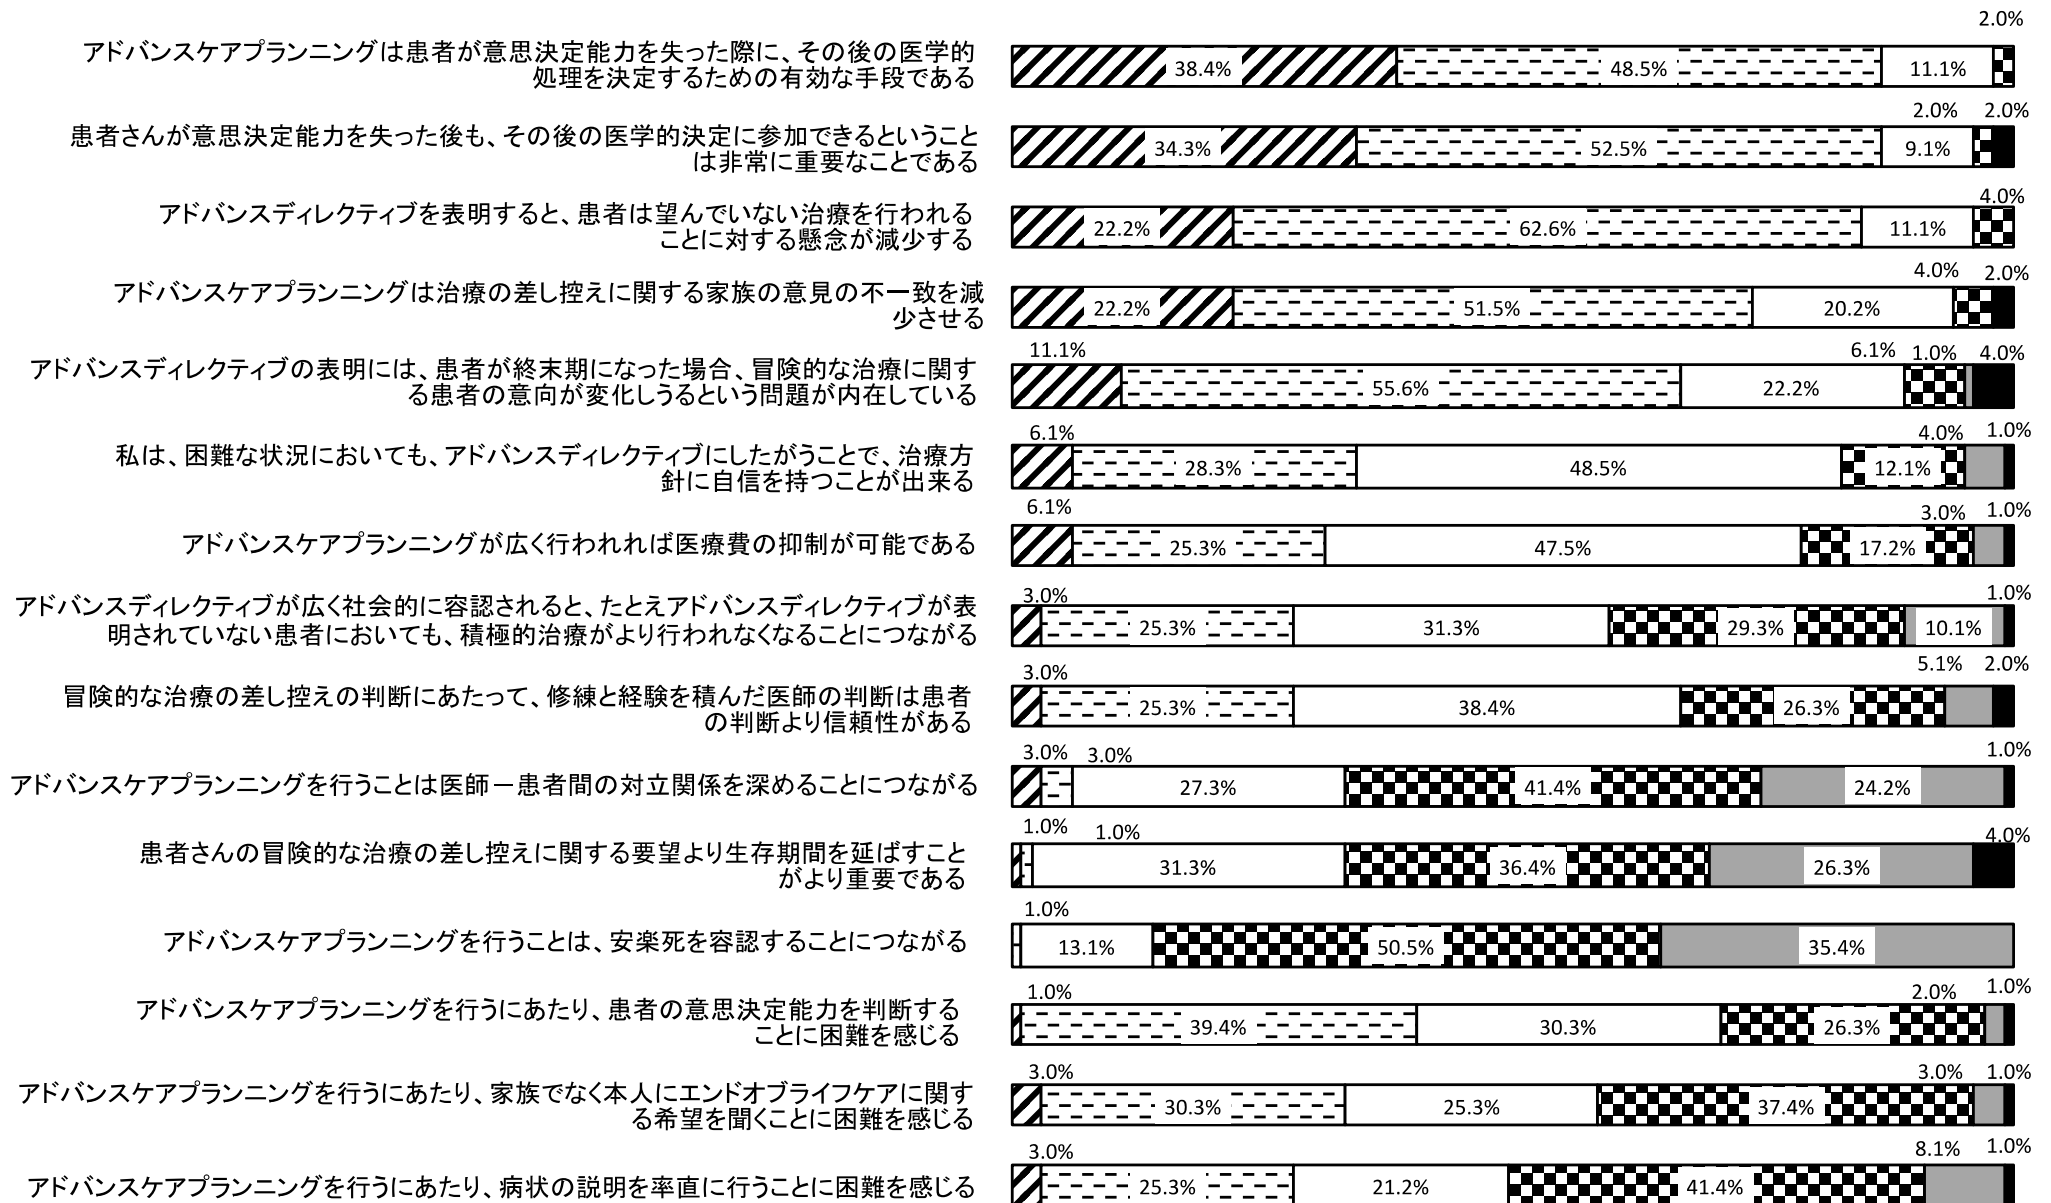 2.0%
アドバンスケアプランニングは患者が意思決定能力を失った際に、その後の医学的
処理を決定するための有効な手段である
38.4% 48.5% 11.1%
2.0% 2.0%
患者さんが意思決定能力を失った後も、その後の医学的決定に参加できるということ
は非常に重要なことである
34.3% 52.5% 9.1%
4.0%
アドバンスディレクティブを表明すると、患者は望んでいない治療を行われる
ことに対する懸念が減少する
22.2% 62.6% 11.1%
4.0% 2.0%
アドバンスケアプランニングは治療の差し控えに関する家族の意見の不一致を減
少させる
22.2% 51.5% 20.2%
11.1% 6.1% 1.0% 4.0%
アドバンスディレクティブの表明には、患者が終末期になった場合、冒険的な治療に関す
る患者の意向が変化しうるという問題が内在している
55.6% 22.2%
6.1% 4.0% 1.0%
私は、困難な状況においても、アドバンスディレクティブにしたがうことで、治療方
針に自信を持つことが出来る
28.3% 48.5% 12.1%
6.1% 3.0% 1.0%
アドバンスケアプランニングが広く行われれば医療費の抑制が可能である
25.3% 47.5% 17.2%
3.0% 1.0%
アドバンスディレクティブが広く社会的に容認されると、たとえアドバンスディレクティブが表
明されていない患者においても、積極的治療がより行われなくなることにつながる
25.3% 31.3% 29.3% 10.1%
3.0% 5.1% 2.0%
冒険的な治療の差し控えの判断にあたって、修練と経験を積んだ医師の判断は患者
の判断より信頼性がある
25.3% 38.4% 26.3%
3.0% 3.0% 1.0%
アドバンスケアプランニングを行うことは医師－患者間の対立関係を深めることにつながる
27.3% 41.4% 24.2%
1.0% 1.0% 4.0%
患者さんの冒険的な治療の差し控えに関する要望より生存期間を延ばすこと
がより重要である
31.3% 36.4% 26.3%
1.0%
アドバンスケアプランニングを行うことは、安楽死を容認することにつながる
13.1% 50.5% 35.4%
1.0% 2.0% 1.0%
アドバンスケアプランニングを行うにあたり、患者の意思決定能力を判断する
ことに困難を感じる
39.4% 30.3% 26.3%
3.0% 3.0% 1.0%
アドバンスケアプランニングを行うにあたり、家族でなく本人にエンドオブライフケアに関す
る希望を聞くことに困難を感じる
30.3% 25.3% 37.4%
3.0% 8.1% 1.0%
アドバンスケアプランニングを行うにあたり、病状の説明を率直に行うことに困難を感じる
25.3% 21.2% 41.4%